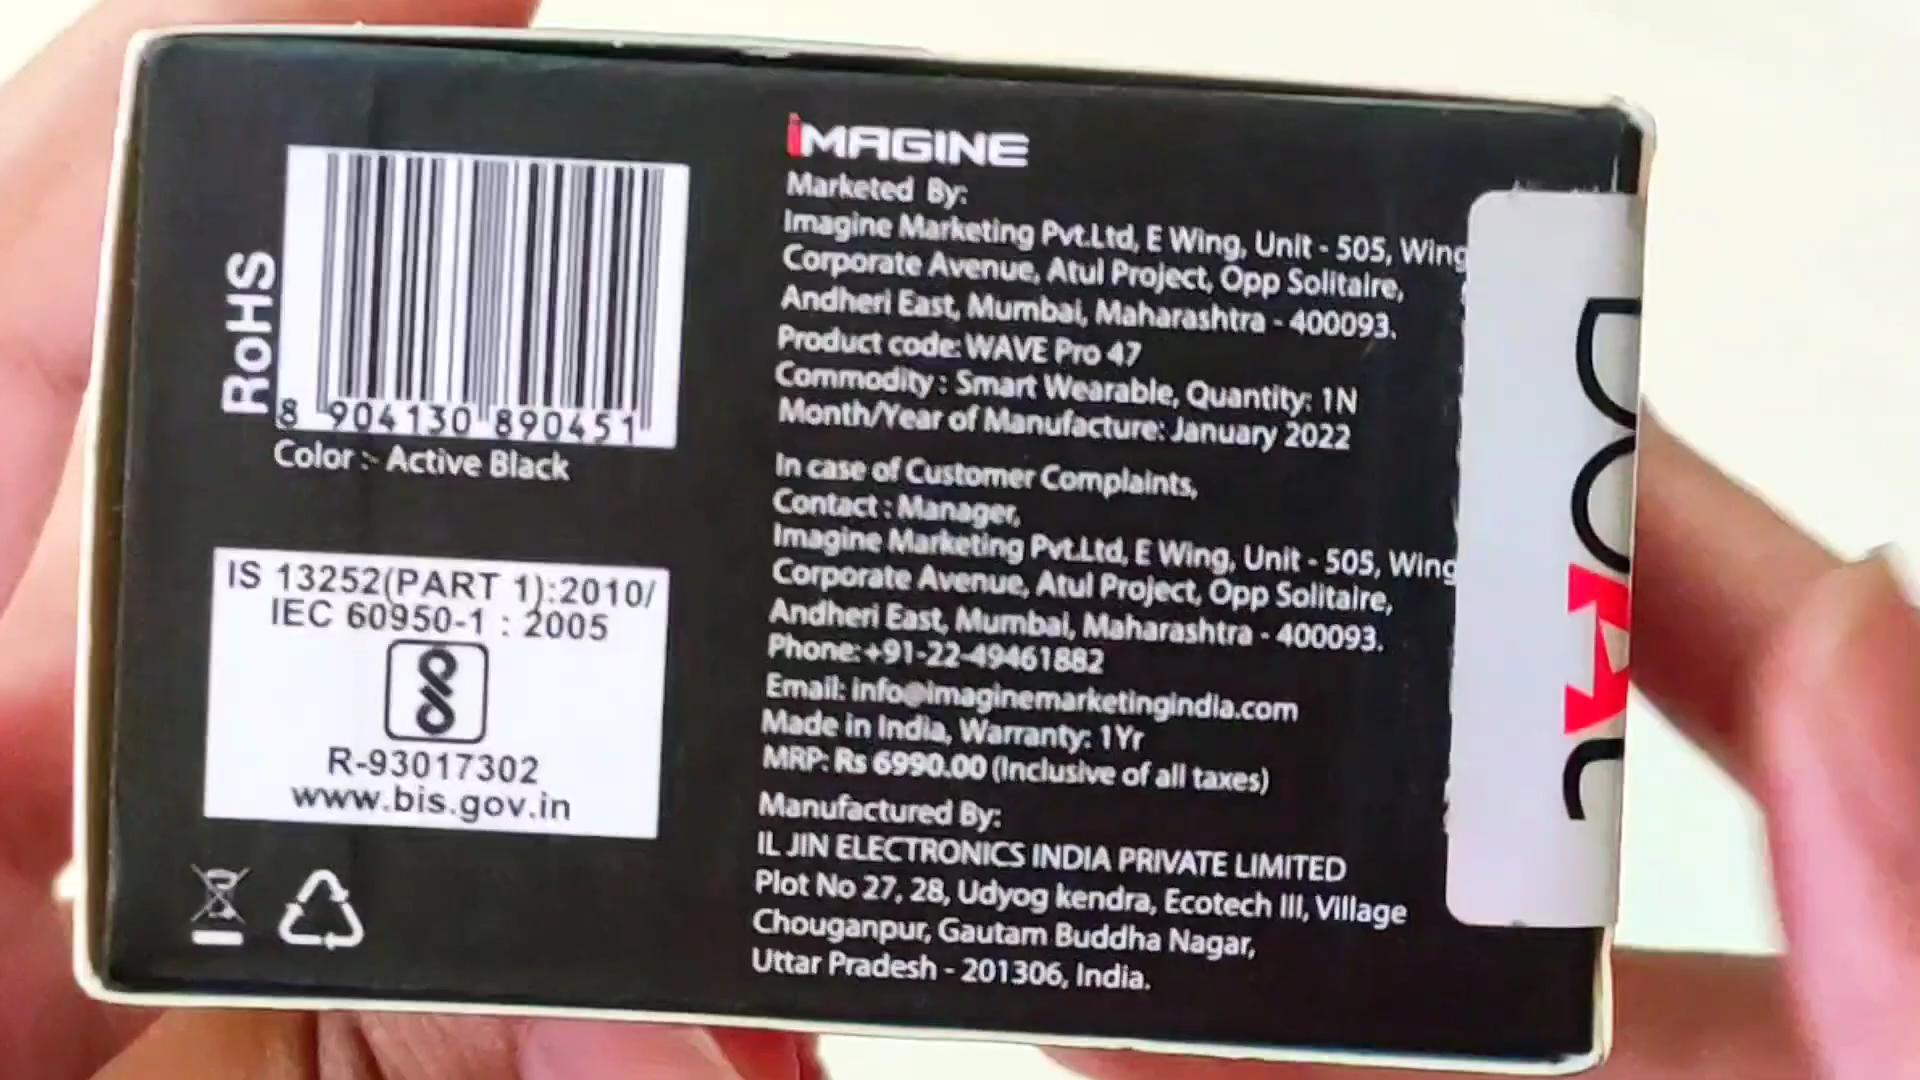 RoHS
8 904130 890451
Color :- Active Black
IS 13252(PART 1):2010/
IEC 60950-1 : 2005
R-93017302
www.bis.gov.in
iMAGINE
Marketed By:
Imagine Marketing Pvt.Ltd, E Wing, Unit - 505, Wing
Corporate Avenue, Atul Project, Opp Solitaire,
Andheri East, Mumbai, Maharashtra - 400093.
Product code: WAVE Pro 47
Commodity : Smart Wearable, Quantity: 1N
Month/Year of Manufacture: January 2022
In case of Customer Complaints,
Contact : Manager,
Imagine Marketing Pvt.Ltd, E Wing, Unit - 505, Wing
Corporate Avenue, Atul Project, Opp Solitaire,
Andheri East, Mumbai, Maharashtra - 400093.
Phone:+91-22-49461882
Email: info@imaginemarketingindia.com
Made in India, Warranty: 1Yr
MRP: Rs 6990.00 (Inclusive of all taxes)
Manufactured By:
IL JIN ELECTRONICS INDIA PRIVATE LIMITED
Plot No 27, 28, Udyog kendra, Ecotech III, Village
Chouganpur, Gautam Buddha Nagar,
Uttar Pradesh - 201306, India.